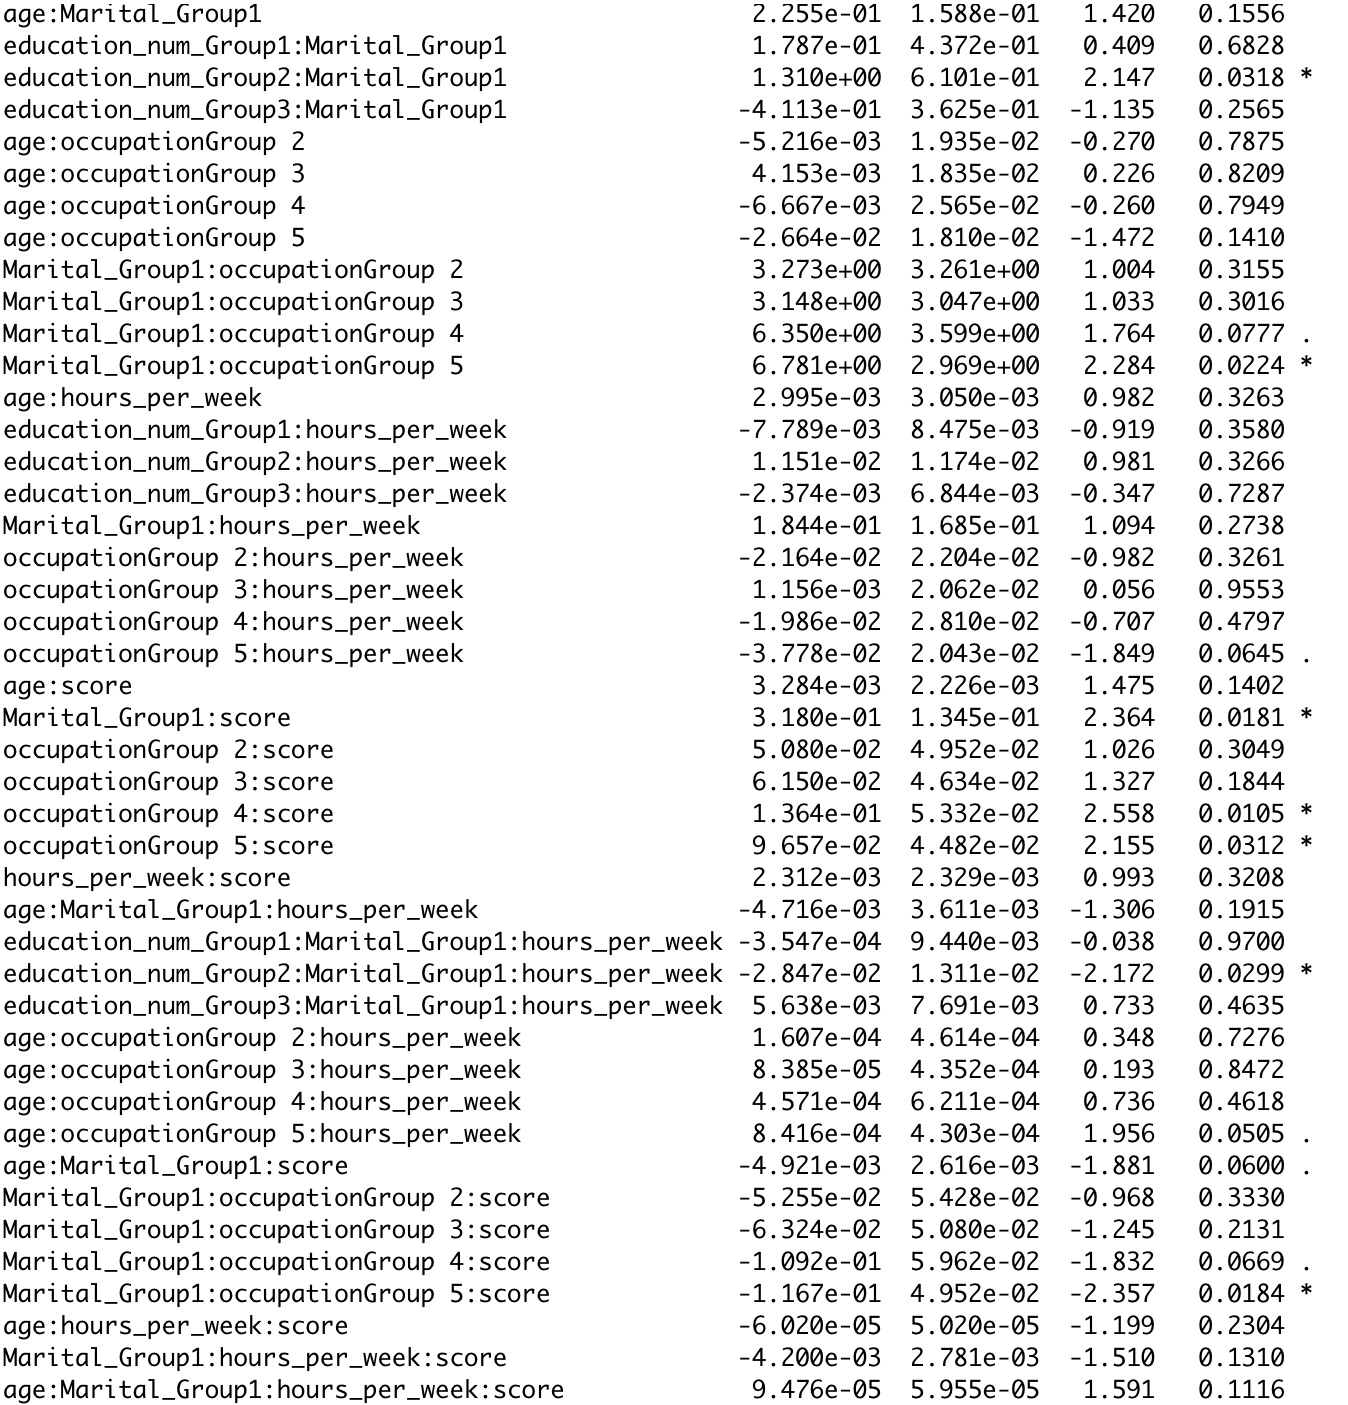 age:Marital_Group1 2.255e-01 1.588e-01 1.420 0.1556
education_num_Group1:Marital_Group1 1.787e-01 4.372e-01 0.409 0.6828
education_num_Group2:Marital_Group1 1.310e+00 6.101e-01 2.147 0.0318 *
education_num_Group3:Marital_Group1 -4.113e-01 3.625e-01 -1.135 0.2565
age:occupationGroup 2 -5.216e-03 1.935e-02 -0.270 0.7875
age:occupationGroup 3 4.153e-03 1.835e-02 0.226 0.8209
age:occupationGroup 4 -6.667e-03 2.565e-02 -0.260 0.7949
age:occupationGroup 5 -2.664e-02 1.810e-02 -1.472 0.1410
Marital_Group1:occupationGroup 2 3.273e+00 3.261e+00 1.004 0.3155
Marital_Group1:occupationGroup 3 3.148e+00 3.047e+00 1.033 0.3016
Marital_Group1:occupationGroup 4 6.350e+00 3.599e+00 1.764 0.0777 .
Marital_Group1:occupationGroup 5 6.781e+00 2.969e+00 2.284 0.0224 *
age:hours_per_week 2.995e-03 3.050e-03 0.982 0.3263
education_num_Group1:hours_per_week -7.789e-03 8.475e-03 -0.919 0.3580
education_num_Group2:hours_per_week 1.151e-02 1.174e-02 0.981 0.3266
education_num_Group3:hours_per_week -2.374e-03 6.844e-03 -0.347 0.7287
Marital_Group1:hours_per_week 1.844e-01 1.685e-01 1.094 0.2738
occupationGroup 2:hours_per_week -2.164e-02 2.204e-02 -0.982 0.3261
occupationGroup 3:hours_per_week 1.156e-03 2.062e-02 0.056 0.9553
occupationGroup 4:hours_per_week -1.986e-02 2.810e-02 -0.707 0.4797
occupationGroup 5:hours_per_week -3.778e-02 2.043e-02 -1.849 0.0645 .
age:score 3.284e-03 2.226e-03 1.475 0.1402
Marital_Group1:score 3.180e-01 1.345e-01 2.364 0.0181 *
occupationGroup 2:score 5.080e-02 4.952e-02 1.026 0.3049
occupationGroup 3:score 6.150e-02 4.634e-02 1.327 0.1844
occupationGroup 4:score 1.364e-01 5.332e-02 2.558 0.0105 *
occupationGroup 5:score 9.657e-02 4.482e-02 2.155 0.0312 *
hours_per_week:score 2.312e-03 2.329e-03 0.993 0.3208
age:Marital_Group1:hours_per_week -4.716e-03 3.611e-03 -1.306 0.1915
education_num_Group1:Marital_Group1:hours_per_week -3.547e-04 9.440e-03 -0.038 0.9700
education_num_Group2:Marital_Group1:hours_per_week -2.847e-02 1.311e-02 -2.172 0.0299 *
education_num_Group3:Marital_Group1:hours_per_week 5.638e-03 7.691e-03 0.733 0.4635
age:occupationGroup 2:hours_per_week 1.607e-04 4.614e-04 0.348 0.7276
age:occupationGroup 3:hours_per_week 8.385e-05 4.352e-04 0.193 0.8472
age:occupationGroup 4:hours_per_week 4.571e-04 6.211e-04 0.736 0.4618
age:occupationGroup 5:hours_per_week 8.416e-04 4.303e-04 1.956 0.0505 .
age:Marital_Group1:score -4.921e-03 2.616e-03 -1.881 0.0600 .
Marital_Group1:occupationGroup 2:score -5.255e-02 5.428e-02 -0.968 0.3330
Marital_Group1:occupationGroup 3:score -6.324e-02 5.080e-02 -1.245 0.2131
Marital_Group1:occupationGroup 4:score -1.092e-01 5.962e-02 -1.832 0.0669 .
Marital_Group1:occupationGroup 5:score -1.167e-01 4.952e-02 -2.357 0.0184 *
age:hours_per_week:score -6.020e-05 5.020e-05 -1.199 0.2304
Marital_Group1:hours_per_week:score -4.200e-03 2.781e-03 -1.510 0.1310
age:Marital_Group1:hours_per_week:score 9.476e-05 5.955e-05 1.591 0.1116